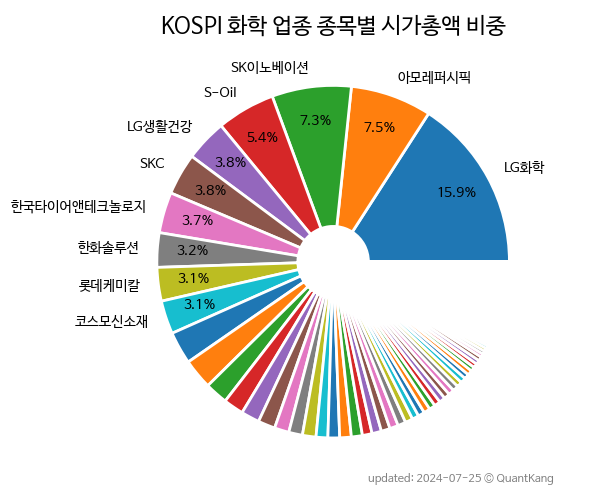 KOSPI 화학 업종 종목별 시가총액 비중
LG화학
15.9%
아모레퍼시픽
7.5%
SK이노베이션
7.3%
S-Oil
5.4%
LG생활건강
3.8%
SKC
3.8%
한국타이어앤테크놀로지
3.7%
한화솔루션
3.2%
롯데케미칼
3.1%
코스모신소재
3.1%
updated: 2024-07-25 © QuantKang